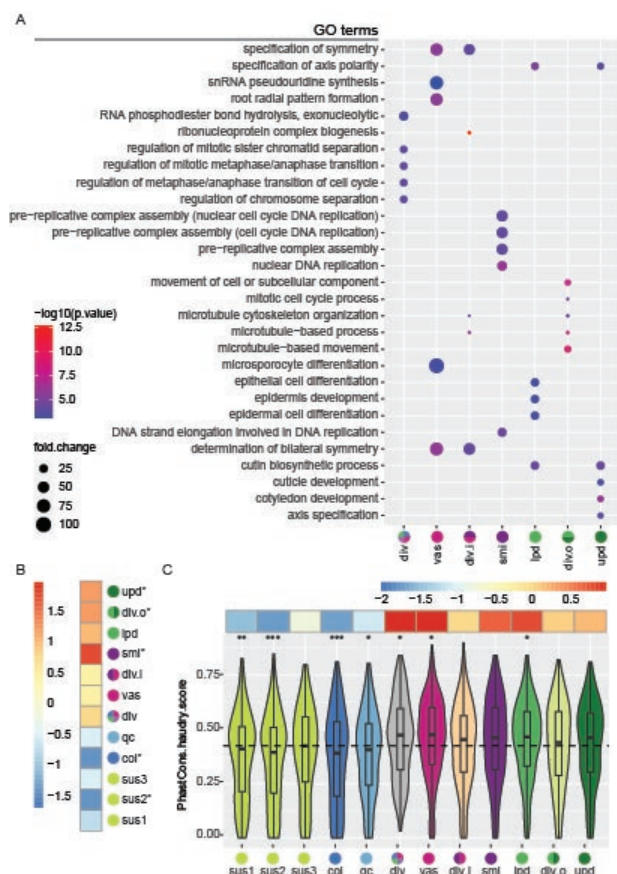 A
GO terms
specification of symmetry
specification of axis polarity
snRNA pseudouridine synthesis
root radial pattern formation
RNA phosphodiester bond hydrolysis, exonucleolytic
ribonucleoprotein complex biogenesis
regulation of mitotic sister chromatid separation
regulation of mitotic metaphase/anaphase transition
regulation of metaphase/anaphase transition of cell cycle
regulation of chromosome separation
pre-replicative complex assembly (nuclear cell cycle DNA replication)
pre-replicative complex assembly (cell cycle DNA replication)
pre-replicative complex assembly
nuclear DNA replication
movement of cell or subcellular component
mitotic cell cycle process
microtubule cytoskeleton organization
microtubule-based process
microtubule-based movement
microsporocyte differentiation
epithelial cell differentiation
epidermis development
epidermal cell differentiation
DNA strand elongation involved in DNA replication
determination of bilateral symmetry
cutin biosynthetic process
cuticle development
cotyledon development
axis specification
-log10(p.value)
12.5
10.0
7.5
5.0
fold.change
25
50
75
100
div vas div.i smi lpd div.o upd
B
1.5
1
0.5
0
-0.5
-1
-1.5
upd*
div.o*
lpd
smi*
div.i
vas
div
qc
col*
sus3
sus2*
sus1
C
-2 -1.5 -1 -0.5 0 0.5
** *** *** * * * *
PhastCons.haudry.score
0.75
0.50
0.25
0.00
sus1 sus2 sus3 col qc div vas div.i smi lpd div.o upd